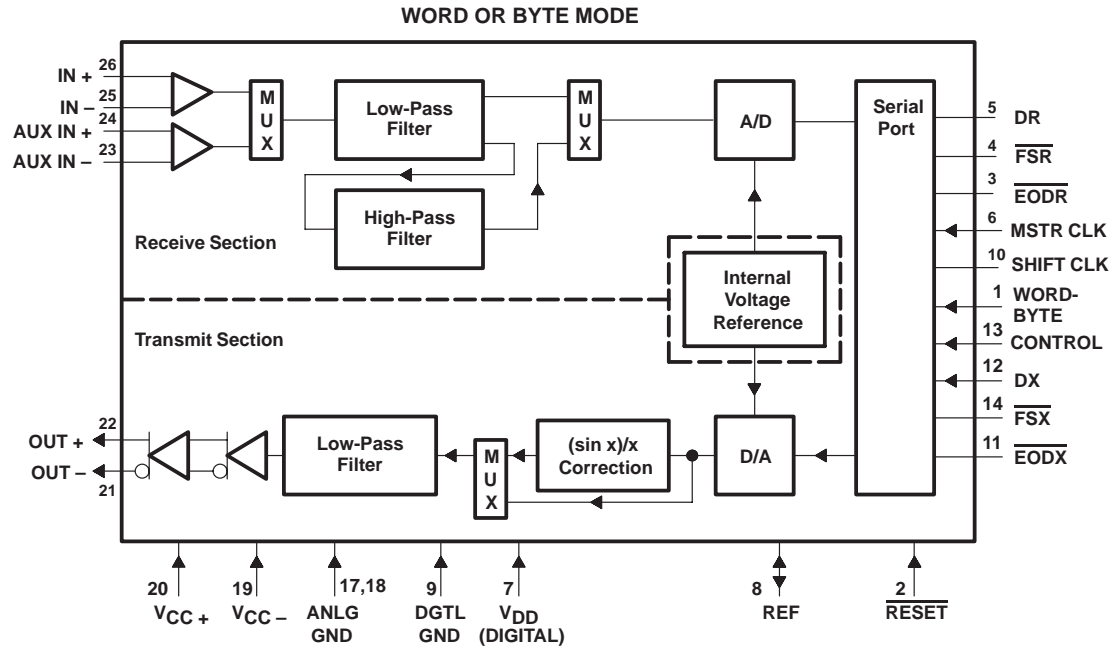 WORD OR BYTE MODE
IN +
26
IN –
25
AUX IN +
24
AUX IN –
23
M
U
X
Low-Pass
Filter
High-Pass
Filter
M
U
X
A/D
Serial
Port
5 DR
4 FSR
3 EODR
6 MSTR CLK
10 SHIFT CLK
1 WORD-
BYTE
13 CONTROL
12 DX
14 FSX
11 EODX
Receive Section
Internal
Voltage
Reference
Transmit Section
22
OUT +
OUT –
21
Low-Pass
Filter
M
U
X
(sin x)/x
Correction
D/A
20
VCC +
19
VCC –
17,18
ANLG
GND
9
DGTL
GND
7
VDD
(DIGITAL)
8
REF
2
RESET